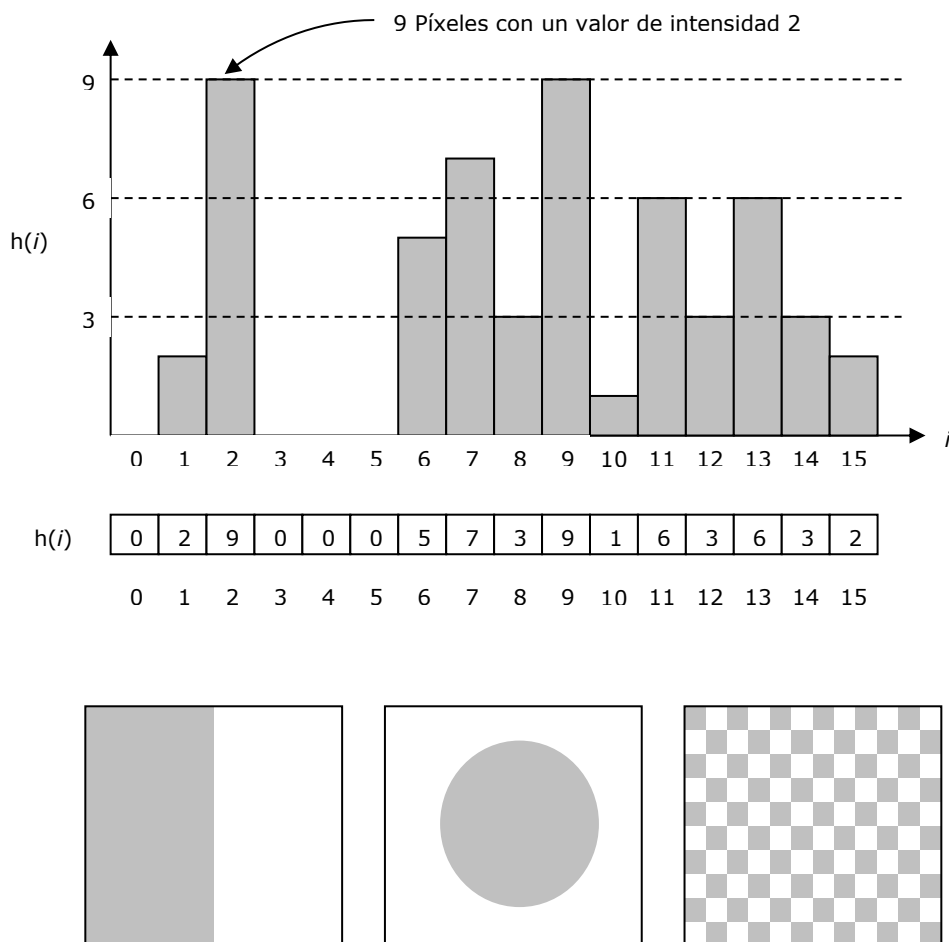 9 Píxeles con un valor de intensidad 2
9
6
h(i)
3
i
0 1 2 3 4 5 6 7 8 9 10 11 12 13 14 15
h(i) 0 2 9 0 0 0 5 7 3 9 1 6 3 6 3 2
0 1 2 3 4 5 6 7 8 9 10 11 12 13 14 15